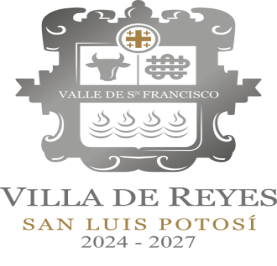 VALLE DE Sⁿ FRANCISCO
VILLA DE REYES
SAN LUIS POTOSÍ
2024 - 2027